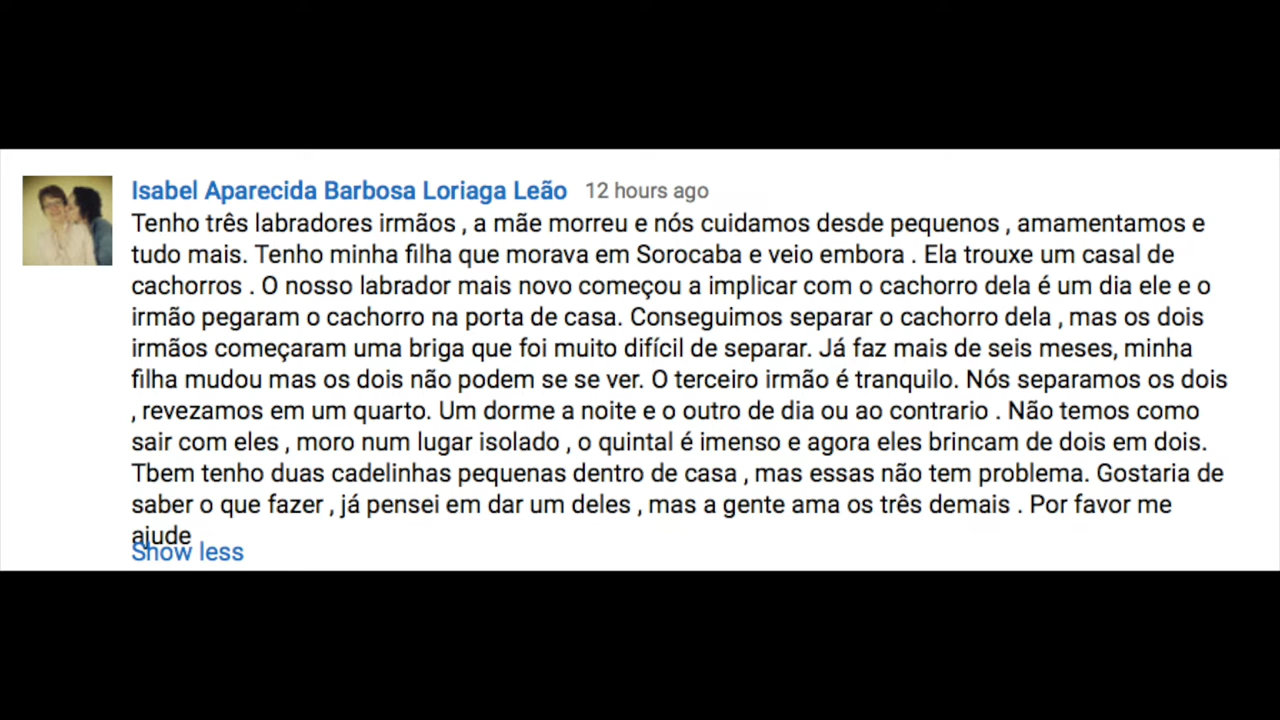 Isabel Aparecida Barbosa Loriaga Leão 12 hours ago
Tenho três labradores irmãos , a mãe morreu e nós cuidamos desde pequenos , amamentamos e
tudo mais. Tenho minha filha que morava em Sorocaba e veio embora . Ela trouxe um casal de
cachorros . O nosso labrador mais novo começou a implicar com o cachorro dela é um dia ele e o
irmão pegaram o cachorro na porta de casa. Conseguimos separar o cachorro dela , mas os dois
irmãos começaram uma briga que foi muito difícil de separar. Já faz mais de seis meses, minha
filha mudou mas os dois não podem se se ver. O terceiro irmão é tranquilo. Nós separamos os dois
, revezamos em um quarto. Um dorme a noite e o outro de dia ou ao contrario . Não temos como
sair com eles , moro num lugar isolado , o quintal é imenso e agora eles brincam de dois em dois.
Tbem tenho duas cadelinhas pequenas dentro de casa , mas essas não tem problema. Gostaria de
saber o que fazer , já pensei em dar um deles , mas a gente ama os três demais . Por favor me
ajude
Show less